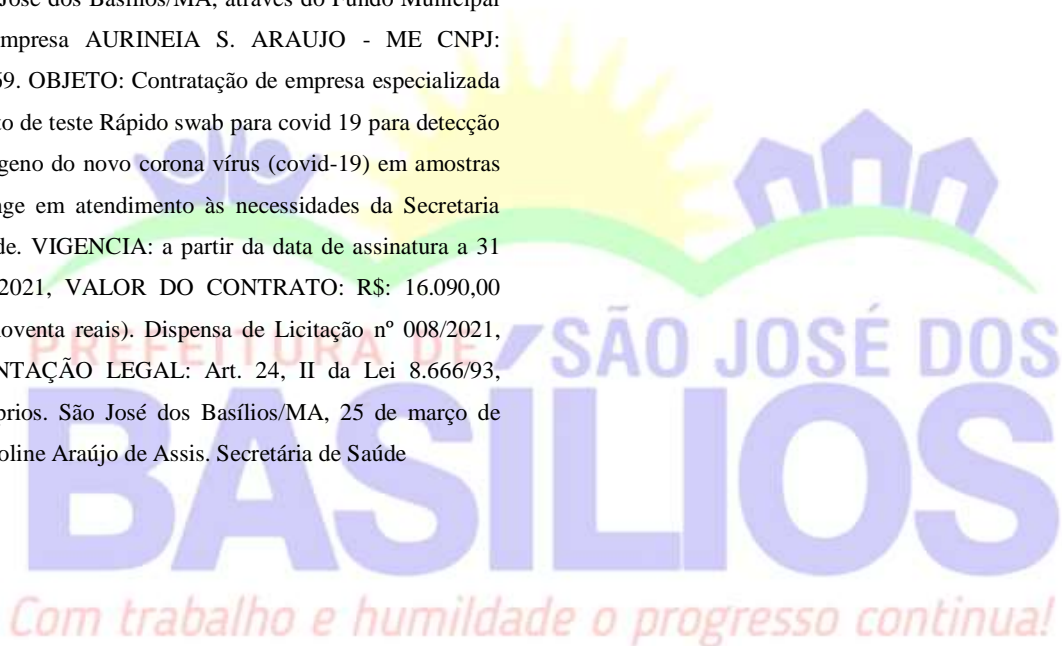 José dos Basílios/MA, através do Fundo Municipal
mpresa AURINEIA S. ARAUJO - ME CNPJ:
69. OBJETO: Contratação de empresa especializada
to de teste Rápido swab para covid 19 para detecção
geno do novo corona vírus (covid-19) em amostras
nge em atendimento às necessidades da Secretaria
de. VIGENCIA: a partir da data de assinatura a 31
2021, VALOR DO CONTRATO: R$: 16.090,00
noventa reais). Dispensa de Licitação nº 008/2021,
NTAÇÃO LEGAL: Art. 24, II da Lei 8.666/93,
prios. São José dos Basílios/MA, 25 de março de
oline Araújo de Assis. Secretária de Saúde
PREFEITURA DE SÃO JOSÉ DOS
BASÍLIOS
Com trabalho e humildade o progresso continua!